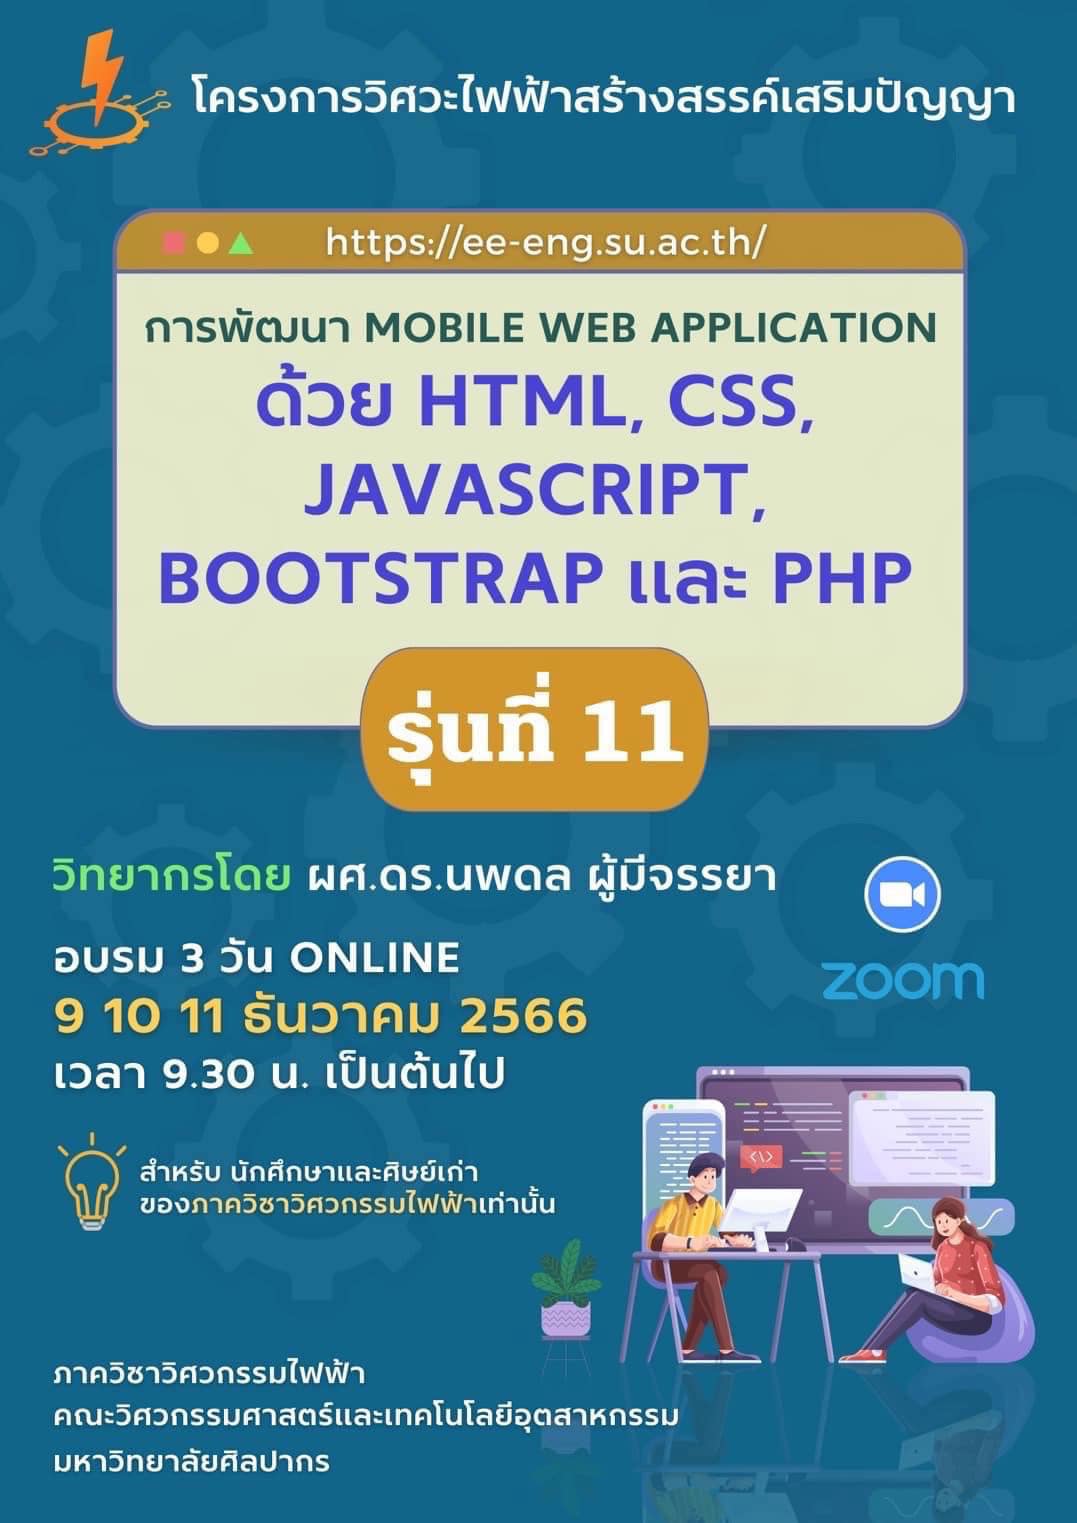 โครงการวิศวะไฟฟ้าสร้างสรรค์เสริมปัญญา
https://ee-eng.su.ac.th/
การพัฒนา MOBILE WEB APPLICATION
ด้วย HTML, CSS,
JAVASCRIPT,
BOOTSTRAP และ PHP
รุ่นที่ 11
วิทยากรโดย ผศ.ดร.นพดล ผู้มีจรรยา
zoom
อบรม 3 วัน ONLINE
9 10 11 ธันวาคม 2566
เวลา 9.30 น. เป็นต้นไป
สำหรับ นักศึกษาและศิษย์เก่า
ของภาควิชาวิศวกรรมไฟฟ้าเท่านั้น
<\>
ภาควิชาวิศวกรรมไฟฟ้า
คณะวิศวกรรมศาสตร์และเทคโนโลยีอุตสาหกรรม
มหาวิทยาลัยศิลปากร